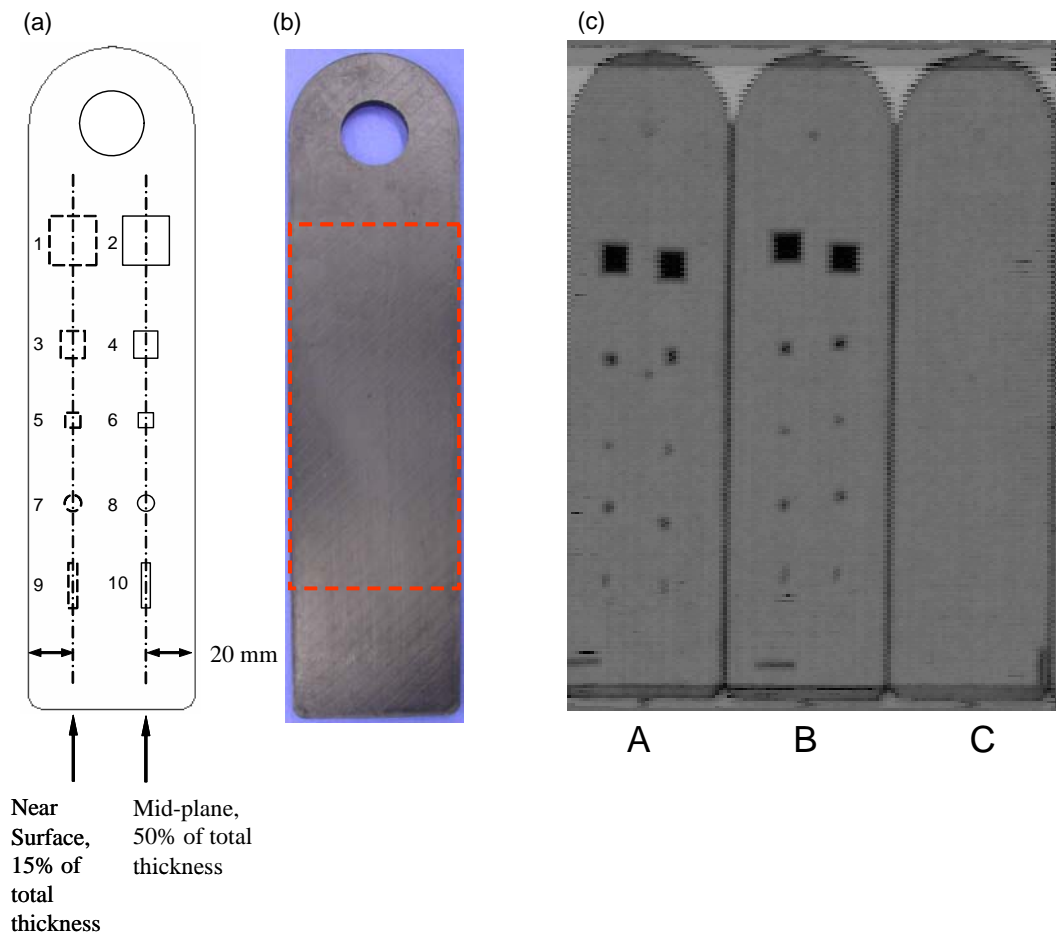 (a)
(b)
(c)
1
2
3
4
5
6
7
8
9
10
20 mm
Near
Surface,
15% of
total
thickness
Mid-plane,
50% of total
thickness
A
B
C